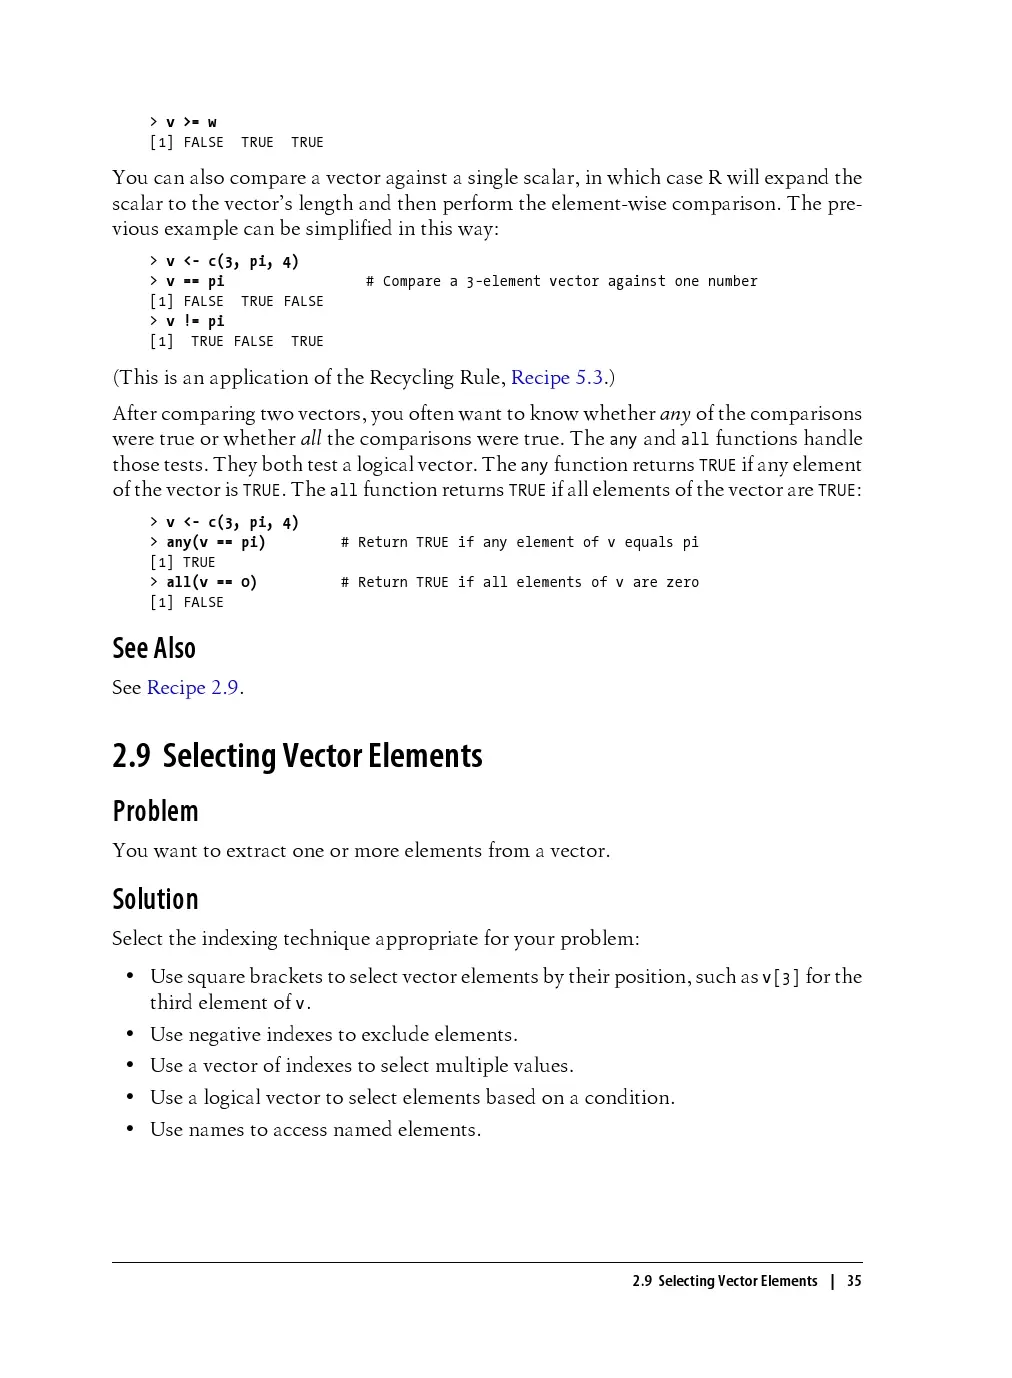 > v >= w
[1] FALSE  TRUE  TRUE
You can also compare a vector against a single scalar, in which case R will expand the
scalar to the vector’s length and then perform the element-wise comparison. The pre-
vious example can be simplified in this way:
> v <- c(3, pi, 4)
> v == pi                 # Compare a 3-element vector against one number
[1] FALSE  TRUE FALSE
> v != pi
[1]  TRUE FALSE  TRUE
(This is an application of the Recycling Rule, Recipe 5.3.)
After comparing two vectors, you often want to know whether any of the comparisons
were true or whether all the comparisons were true. The any and all functions handle
those tests. They both test a logical vector. The any function returns TRUE if any element
of the vector is TRUE. The all function returns TRUE if all elements of the vector are TRUE:
> v <- c(3, pi, 4)
> any(v == pi)         # Return TRUE if any element of v equals pi
[1] TRUE
> all(v == 0)          # Return TRUE if all elements of v are zero
[1] FALSE
See Also
See Recipe 2.9.
2.9 Selecting Vector Elements
Problem
You want to extract one or more elements from a vector.
Solution
Select the indexing technique appropriate for your problem:
• Use square brackets to select vector elements by their position, such as v[3] for the
third element of v.
• Use negative indexes to exclude elements.
• Use a vector of indexes to select multiple values.
• Use a logical vector to select elements based on a condition.
• Use names to access named elements.
2.9 Selecting Vector Elements | 35